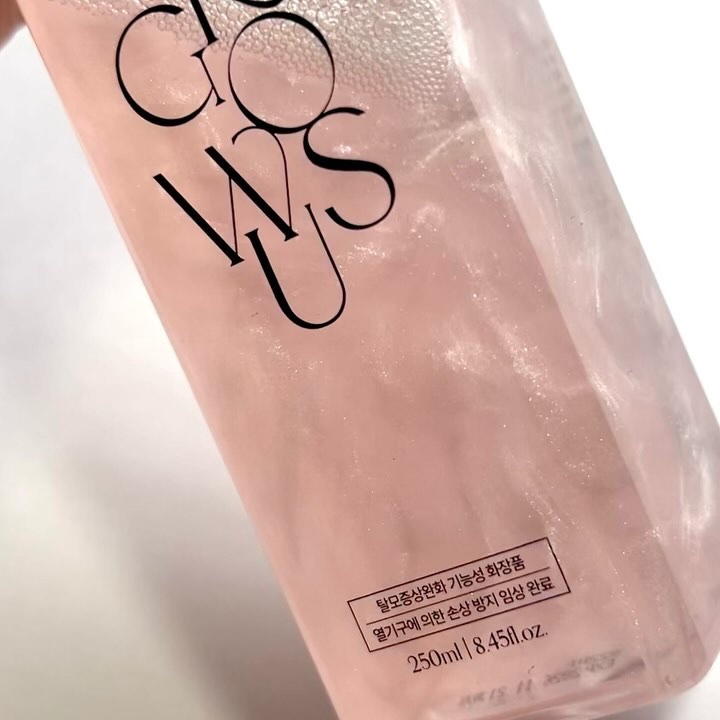 GO
WS
U
탈모증상완화 기능성 화장품
열기구에 의한 손상 방지 임상 완료
250ml | 8.45fl.oz.